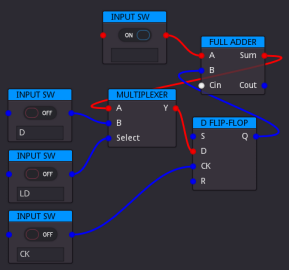 INPUT SW
ON
FULL ADDER
A Sum
B
Cin Cout
INPUT SW
OFF
D
MULTIPLEXER
A Y
B
Select
D FLIP-FLOP
S Q
D
CK
R
INPUT SW
OFF
LD
INPUT SW
OFF
CK